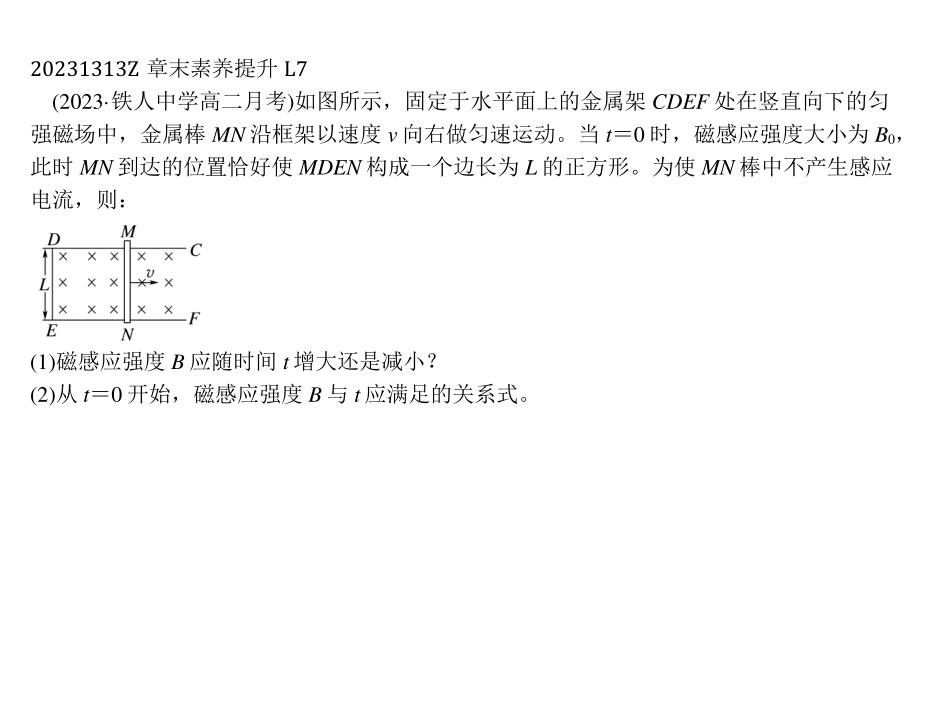 20231313Z 章末素养提升 L7
(2023·铁人中学高二月考)如图所示，固定于水平面上的金属架 CDEF 处在竖直向下的匀
强磁场中，金属棒 MN 沿框架以速度 v 向右做匀速运动。当 t＝0 时，磁感应强度大小为 B₀，
此时 MN 到达的位置恰好使 MDEN 构成一个边长为 L 的正方形。为使 MN 棒中不产生感应
电流，则：
M
D
C
× × × × ×
v
L × × × × ×
× × × × ×
F
E
N
(1)磁感应强度 B 应随时间 t 增大还是减小？
(2)从 t＝0 开始，磁感应强度 B 与 t 应满足的关系式。